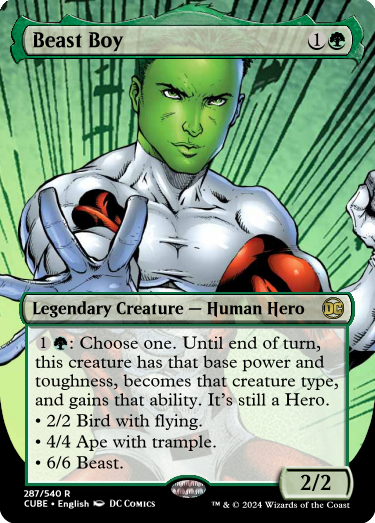 Beast Boy 1
Legendary Creature — Human Hero DC
1 : Choose one. Until end of turn,
this creature has that base power and
toughness, becomes that creature type,
and gains that ability. It's still a Hero.
• 2/2 Bird with flying.
• 4/4 Ape with trample.
• 6/6 Beast.
2/2
287/540 R
CUBE • English DC COMICS
™ & © 2024 Wizards of the Coast